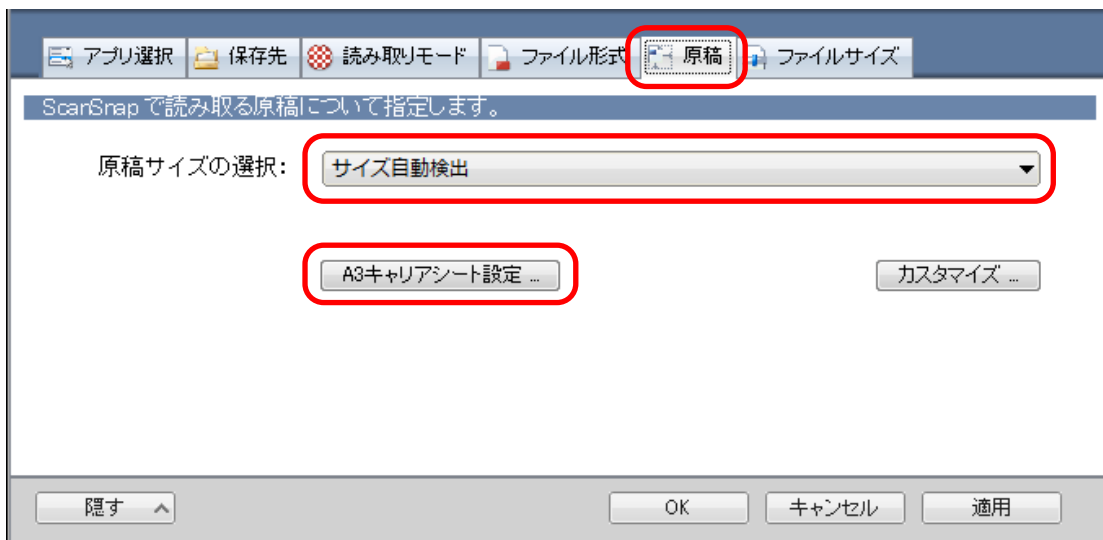 アプリ選択 保存先 読み取りモード ファイル形式 原稿 ファイルサイズ
ScanSnapで読み取る原稿について指定します。
原稿サイズの選択: サイズ自動検出
A3キャリアシート設定 ... カスタマイズ ...
隠す OK キャンセル 適用